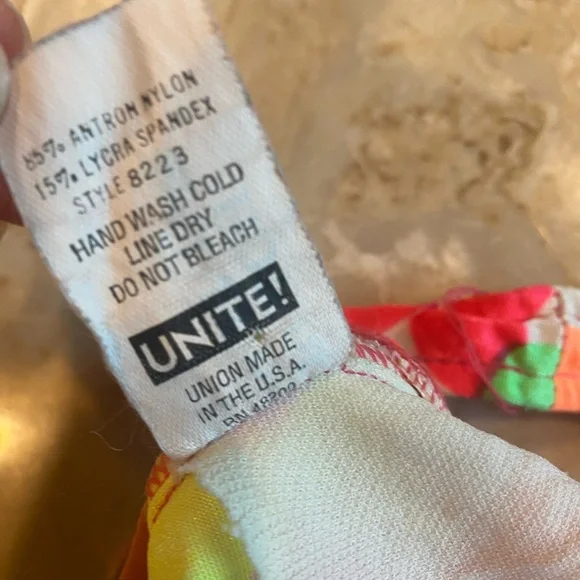 85% ANTRON NYLON
15% LYCRA SPANDEX
STYLE 8223
HAND WASH COLD
LINE DRY
DO NOT BLEACH
UNITE!
UNION MADE
IN THE U.S.A.
RN